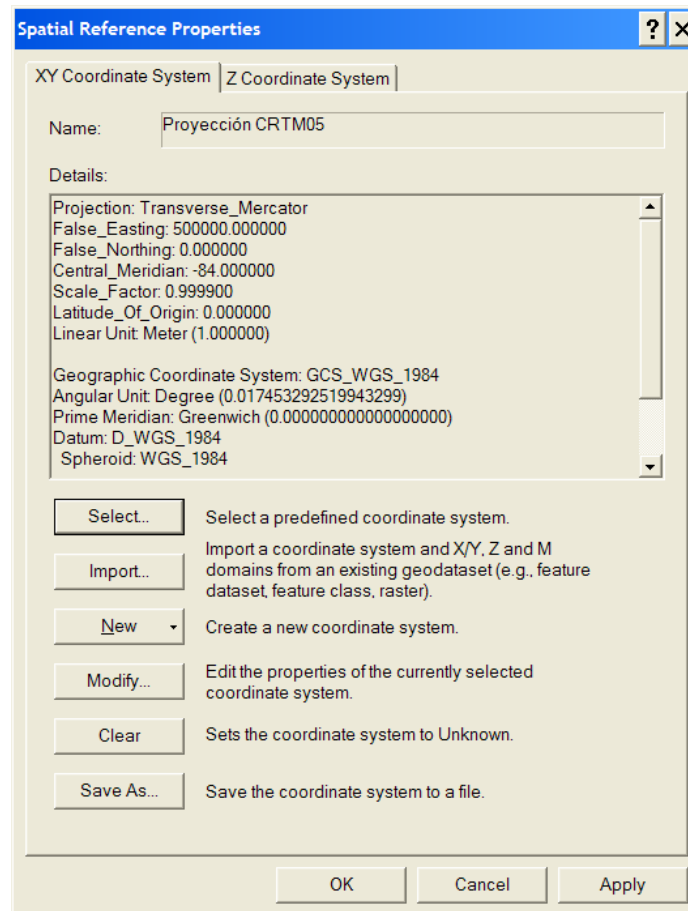 Spatial Reference Properties
XY Coordinate System Z Coordinate System
Name: Proyección CRTM05
Details:
Projection: Transverse_Mercator
False_Easting: 500000.000000
False_Northing: 0.000000
Central_Meridian: -84.000000
Scale_Factor: 0.999900
Latitude_Of_Origin: 0.000000
Linear Unit: Meter (1.000000)
Geographic Coordinate System: GCS_WGS_1984
Angular Unit: Degree (0.017453292519943299)
Prime Meridian: Greenwich (0.000000000000000000)
Datum: D_WGS_1984
Spheroid: WGS_1984
Select... Select a predefined coordinate system.
Import... Import a coordinate system and X/Y, Z and M
domains from an existing geodataset (e.g., feature
dataset, feature class, raster).
New Create a new coordinate system.
Modify... Edit the properties of the currently selected
coordinate system.
Clear Sets the coordinate system to Unknown.
Save As... Save the coordinate system to a file.
OK Cancel Apply